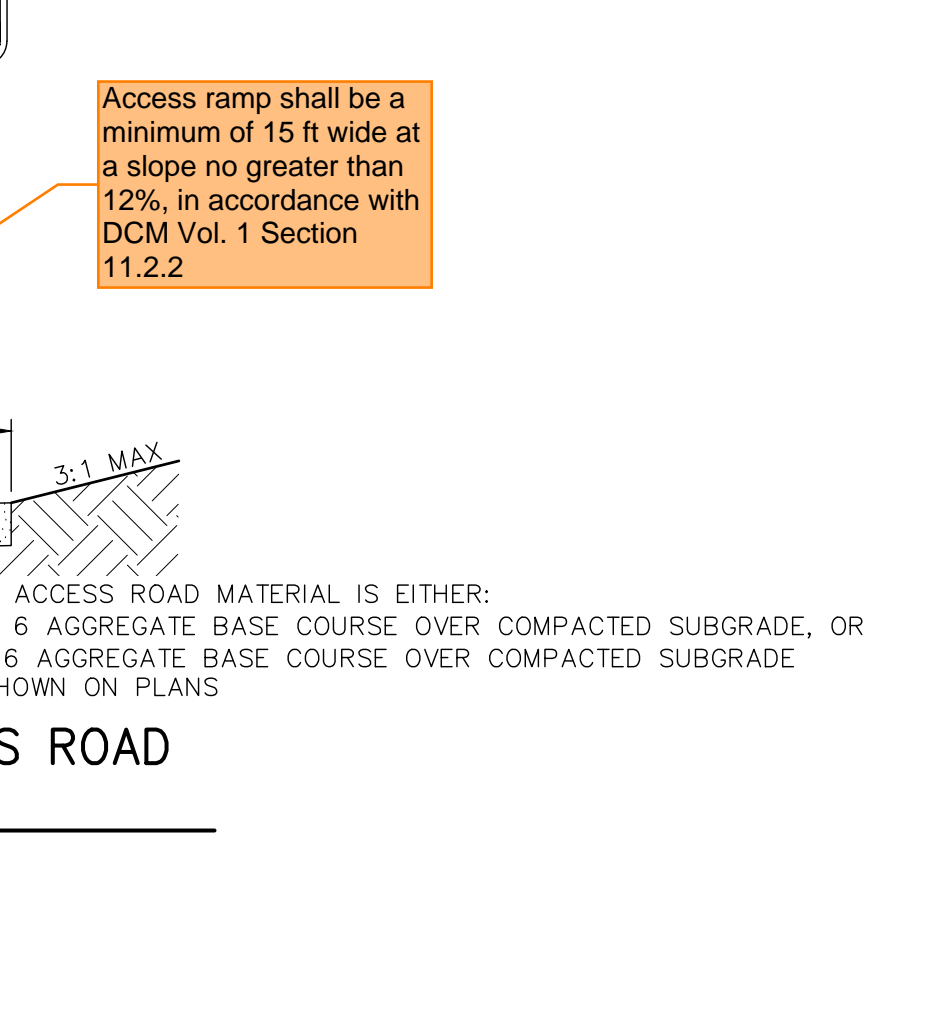 Access ramp shall be a
minimum of 15 ft wide at
a slope no greater than
12%, in accordance with
DCM Vol. 1 Section
11.2.2
3:1 MAX
ACCESS ROAD MATERIAL IS EITHER:
6 AGGREGATE BASE COURSE OVER COMPACTED SUBGRADE, OR
6 AGGREGATE BASE COURSE OVER COMPACTED SUBGRADE
HOWN ON PLANS
S ROAD